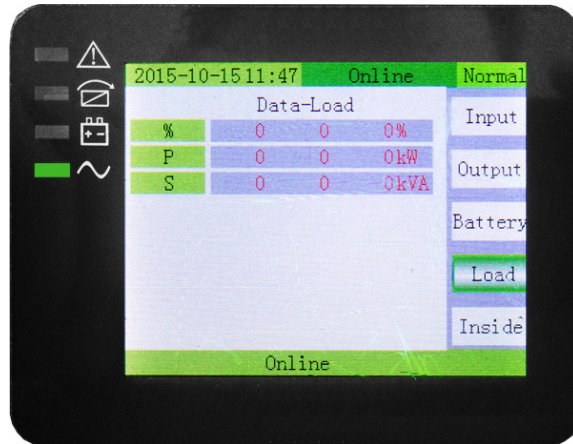 2015-10-15 11:47 Online Normal
Data-Load
% 0 0 0%
P 0 0 0kW
S 0 0 0kVA
Input
Output
Battery
Load
Inside
Online